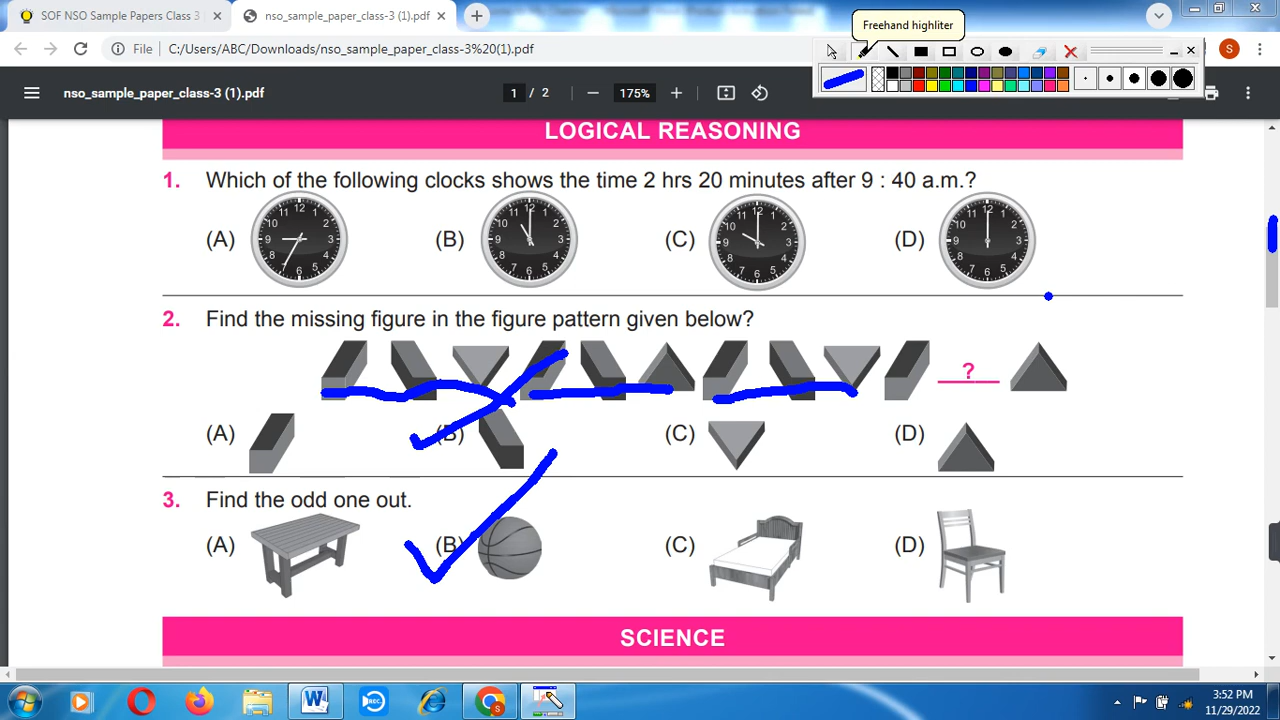 SOF NSO Sample Papers Class 3
nso_sample_paper_class-3 (1).pdf
Freehand highliter
File C:/Users/ABC/Downloads/nso_sample_paper_class-3%20(1).pdf
S
nso_sample_paper_class-3 (1).pdf
1 / 2
175%
LOGICAL REASONING
1. Which of the following clocks shows the time 2 hrs 20 minutes after 9 : 40 a.m.?
(A) (B) (C) (D)
2. Find the missing figure in the figure pattern given below?
?
(A) (B) (C) (D)
3. Find the odd one out.
(A) (B) (C) (D)
SCIENCE
REC
3:52 PM
11/29/2022